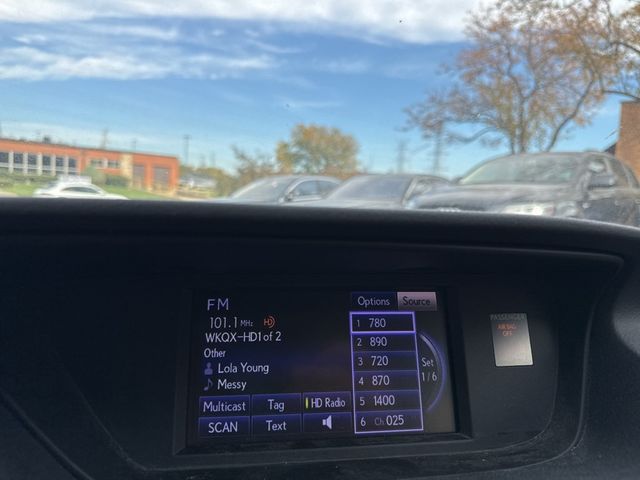 FM
101.1 MHz HD
WKQX-HD1 of 2
Other
Lola Young
Messy
Multicast Tag HD Radio
SCAN Text
Options Source
1 780
2 890
3 720
4 870
5 1400
6 Ch 025
Set
1/6
PASSENGER
AIR BAG
OFF